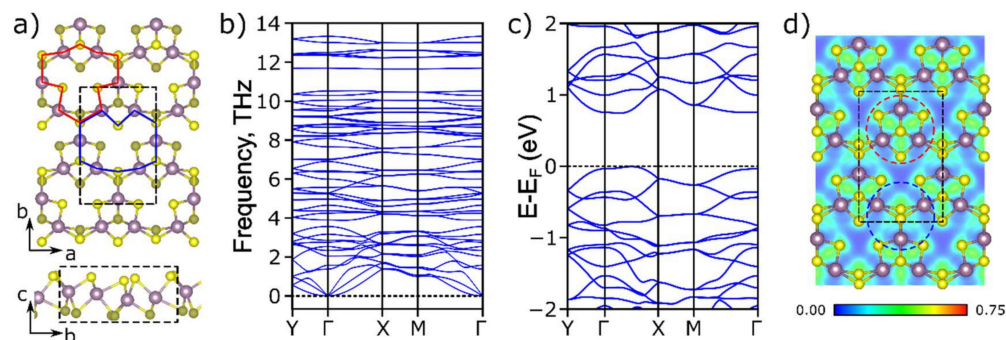 a)
b
a
c
b
b)
Frequency, THz
14
12
10
8
6
4
2
0
Y Γ X M Γ
c)
E-E_F (eV)
2
1
0
−1
−2
Y Γ X M Γ
d)
0.00 0.75